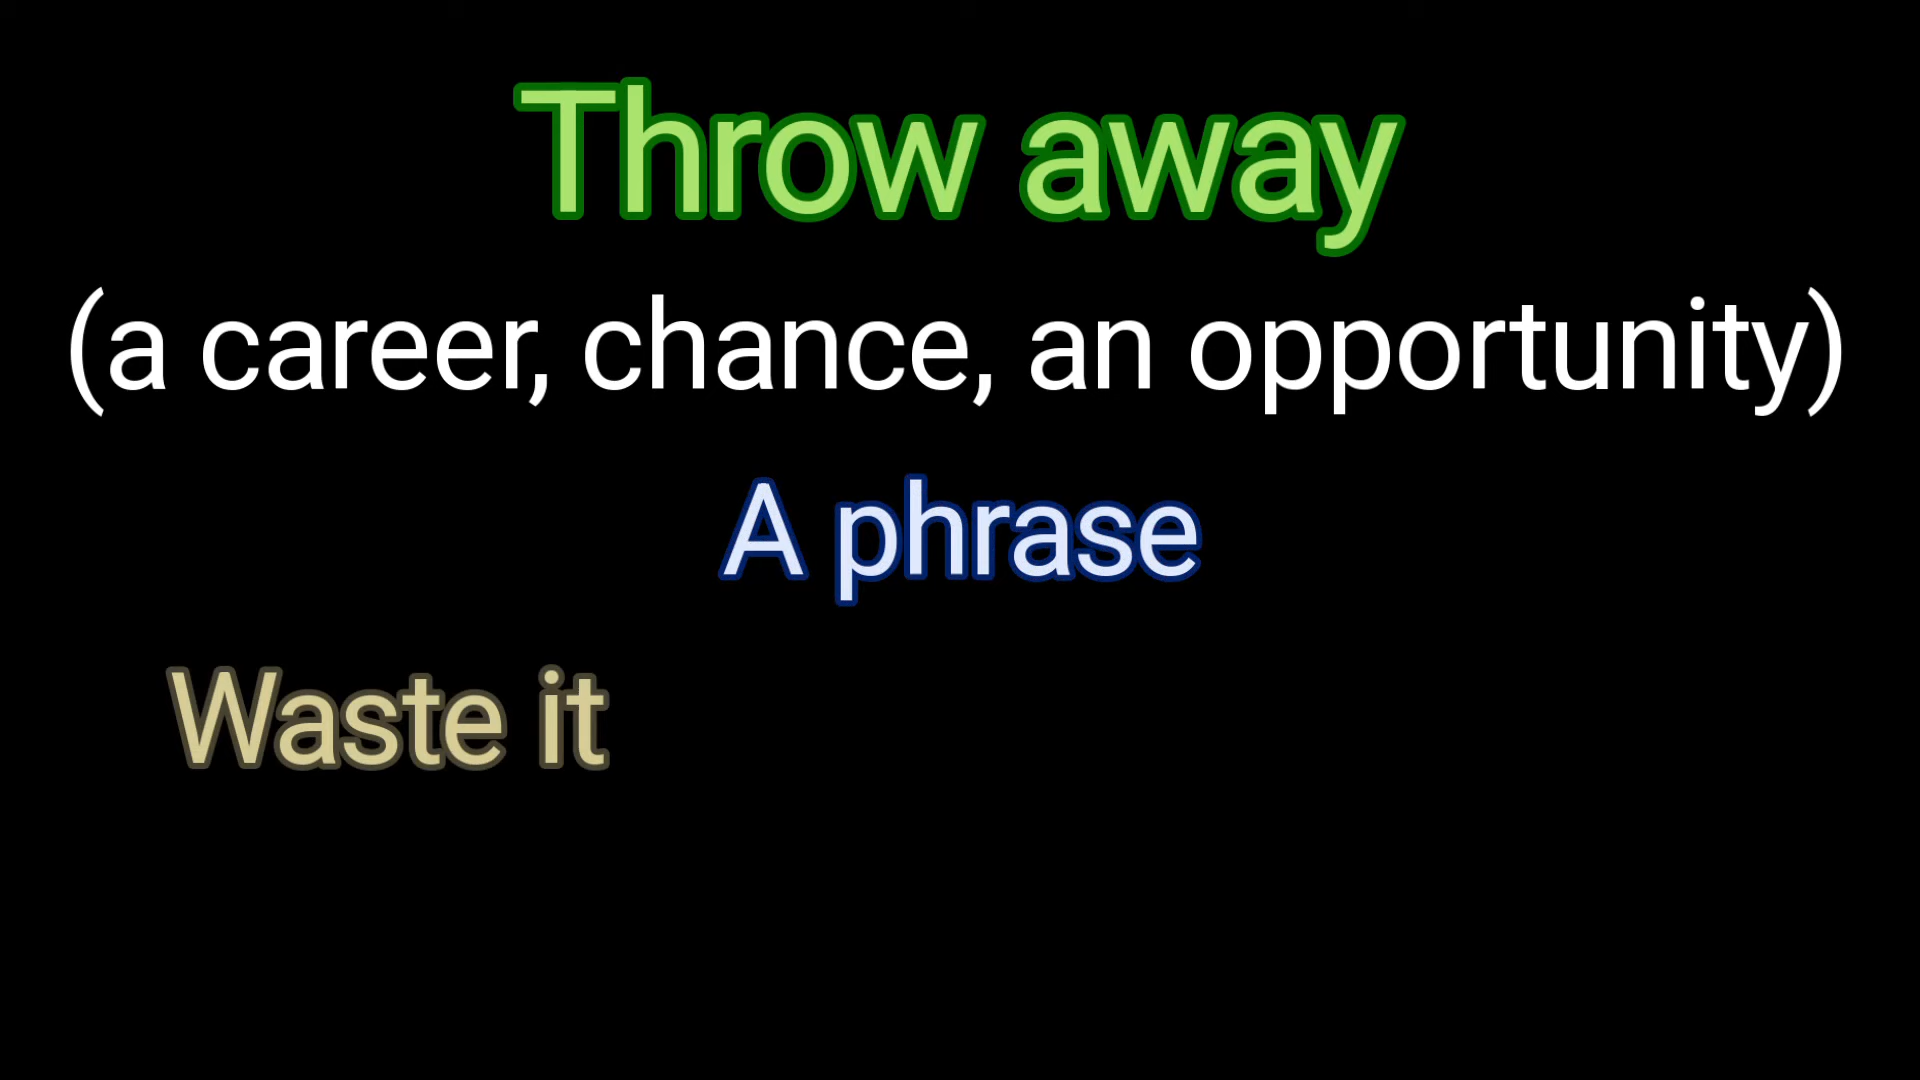 Throw away
(a career, chance, an opportunity)
A phrase
Waste it